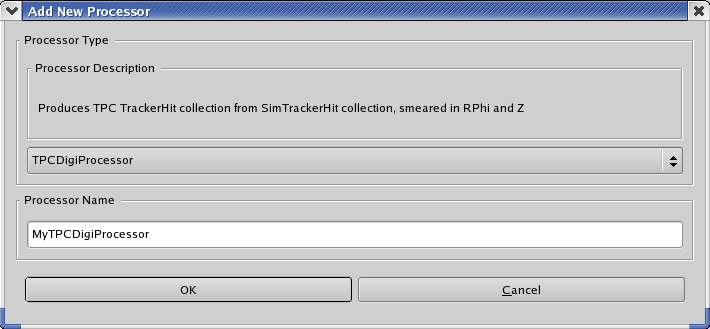 Add New Processor
Processor Type
Processor Description
Produces TPC TrackerHit collection from SimTrackerHit collection, smeared in RPhi and Z
TPCDigiProcessor
Processor Name
MyTPCDigiProcessor
OK
Cancel